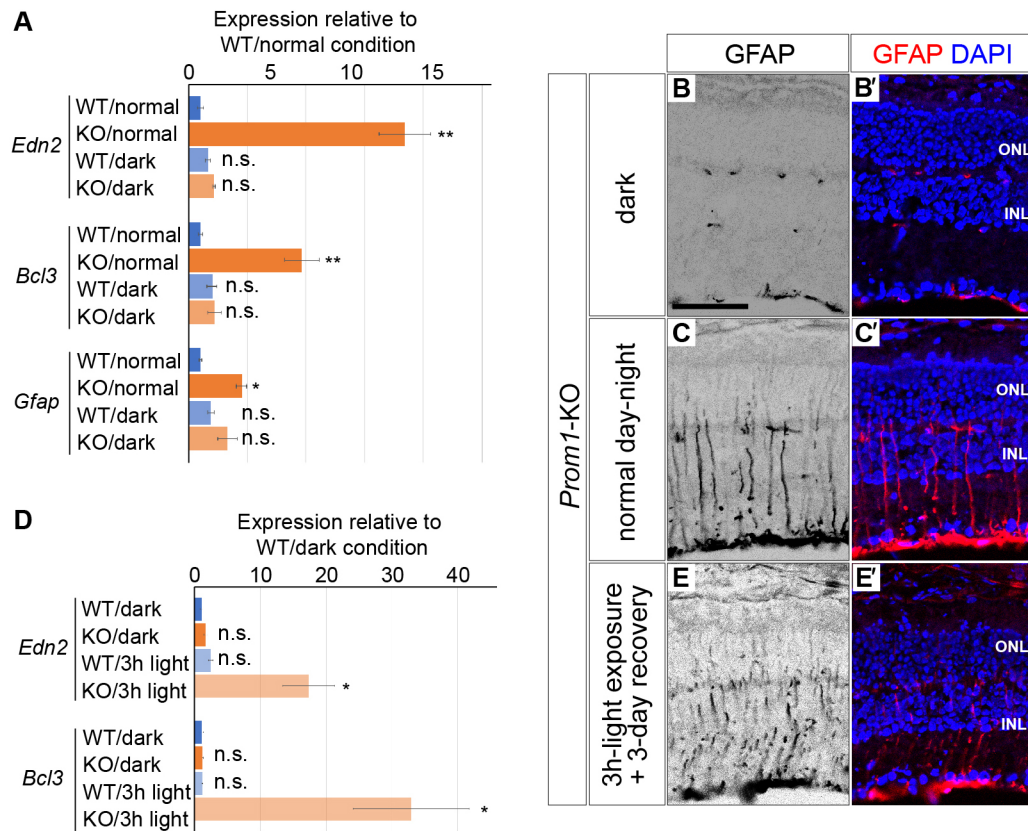 A
Expression relative to
WT/normal condition
0 5 10 15
Edn2
WT/normal
KO/normal **
WT/dark n.s.
KO/dark n.s.
Bcl3
WT/normal
KO/normal **
WT/dark n.s.
KO/dark n.s.
Gfap
WT/normal
KO/normal *
WT/dark n.s.
KO/dark n.s.
D
Expression relative to
WT/dark condition
0 10 20 30 40
Edn2
WT/dark
KO/dark n.s.
WT/3h light n.s.
KO/3h light *
Bcl3
WT/dark
KO/dark n.s.
WT/3h light n.s.
KO/3h light *
GFAP
GFAP DAPI
Prom1-KO
dark
B
B′
ONL
INL
normal day-night
C
C′
ONL
INL
3h-light exposure
+ 3-day recovery
E
E′
ONL
INL